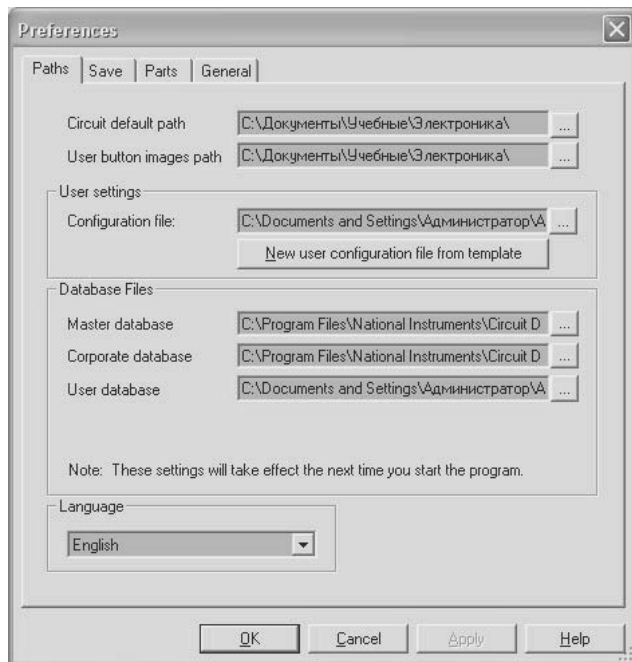 Preferences
Paths Save Parts General
Circuit default path C:\Документы\Учебные\Электроника\ ...
User button images path C:\Документы\Учебные\Электроника\ ...
User settings
Configuration file: C:\Documents and Settings\Администратор\A ...
New user configuration file from template
Database Files
Master database C:\Program Files\National Instruments\Circuit D ...
Corporate database C:\Program Files\National Instruments\Circuit D ...
User database C:\Documents and Settings\Администратор\A ...
Note: These settings will take effect the next time you start the program.
Language
English
OK Cancel Apply Help